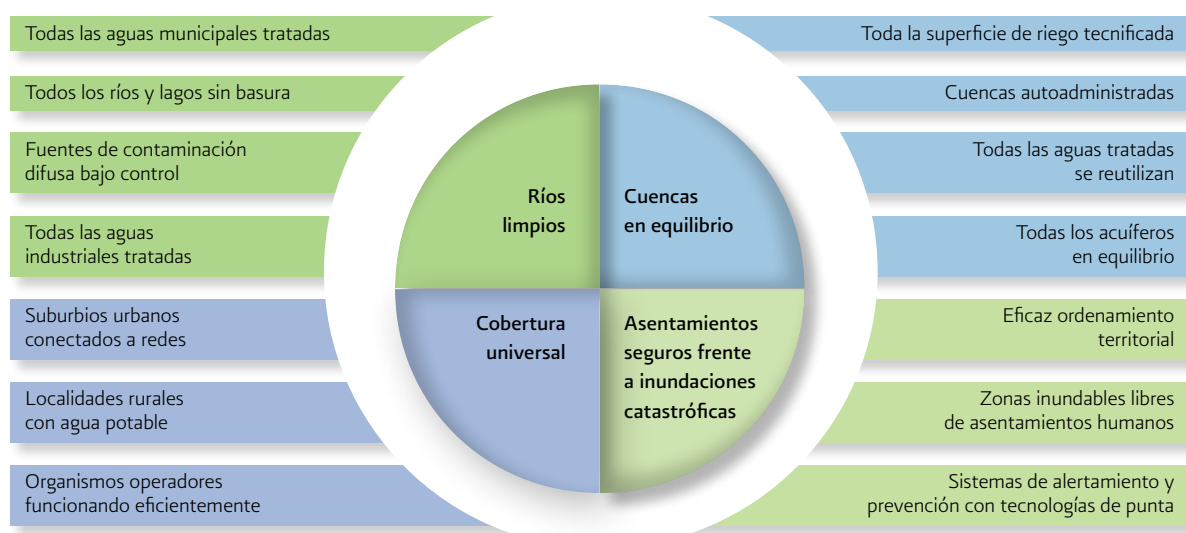 Todas las aguas municipales tratadas
Todos los ríos y lagos sin basura
Fuentes de contaminación
difusa bajo control
Todas las aguas
industriales tratadas
Suburbios urbanos
conectados a redes
Localidades rurales
con agua potable
Organismos operadores
funcionando eficientemente
Ríos
limpios
Cuencas
en equilibrio
Cobertura
universal
Asentamientos
seguros frente
a inundaciones
catastróficas
Toda la superficie de riego tecnificada
Cuencas autoadministradas
Todas las aguas tratadas
se reutilizan
Todos los acuíferos
en equilibrio
Eficaz ordenamiento
territorial
Zonas inundables libres
de asentamientos humanos
Sistemas de alertamiento y
prevención con tecnologías de punta